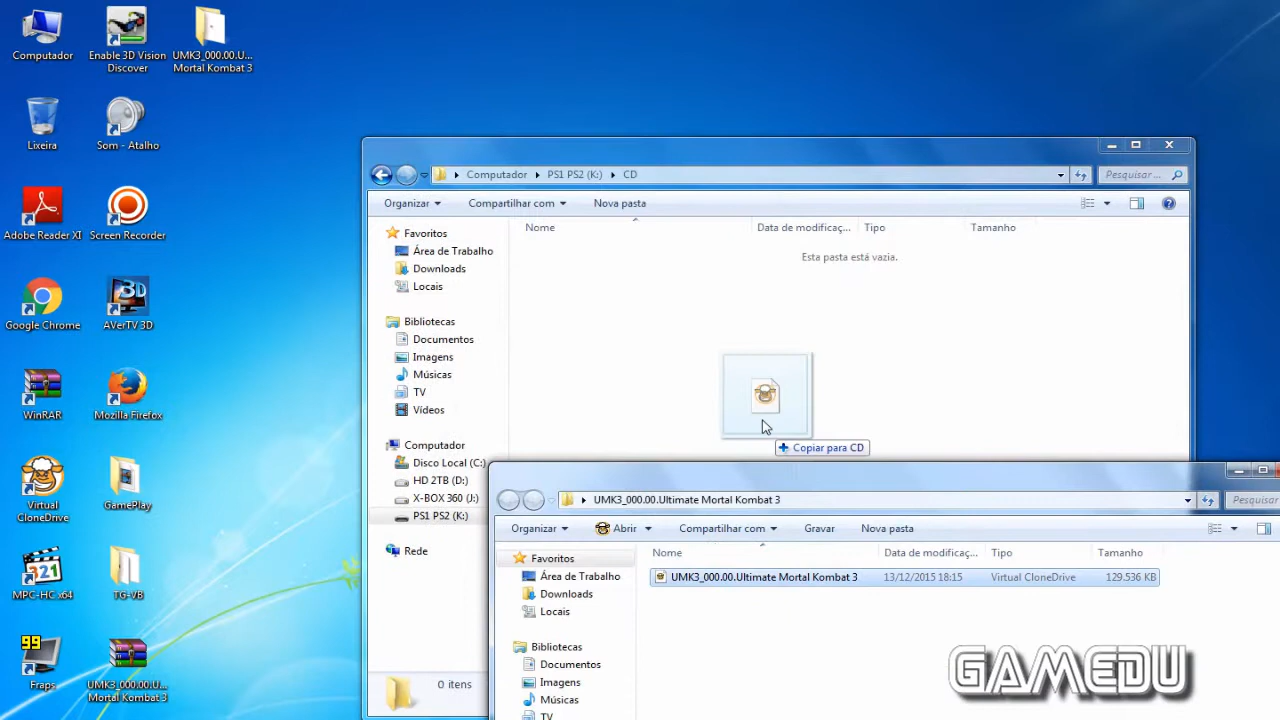 Computador
Enable 3D Vision
Discover
UMK3_000.00.U...
Mortal Kombat 3
Lixeira
Som - Atalho
Adobe Reader XI
Screen Recorder
Google Chrome
3D
AVerTV 3D
WinRAR
Mozilla Firefox
Virtual
CloneDrive
GamePlay
321
MPC-HC x64
TG-VB
99
Fraps
UMK3_000.00.U...
Mortal Kombat 3
Computador
PS1 PS2 (K:)
CD
Pesquisar ...
Organizar
Compartilhar com
Nova pasta
Nome
Data de modificaç...
Tipo
Tamanho
Esta pasta está vazia.
Favoritos
Área de Trabalho
Downloads
Locais
Bibliotecas
Documentos
Imagens
Músicas
TV
Vídeos
Computador
Disco Local (C:)
HD 2TB (D:)
X-BOX 360 (J:)
PS1 PS2 (K:)
Rede
0 itens
Copiar para CD
UMK3_000.00.Ultimate Mortal Kombat 3
Pesquisar
Organizar
Abrir
Compartilhar com
Gravar
Nova pasta
Nome
Data de modificaç...
Tipo
Tamanho
UMK3_000.00.Ultimate Mortal Kombat 3
13/12/2015 18:15
Virtual CloneDrive
129.536 KB
Favoritos
Área de Trabalho
Downloads
Locais
Bibliotecas
Documentos
Imagens
Músicas
TV
GAMEDU